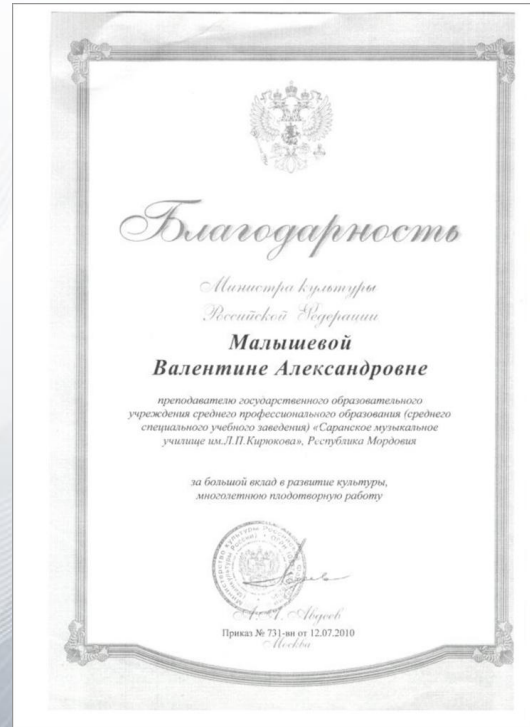 Благодарность
Министра культуры
Российской Федерации
Малышевой
Валентине Александровне
преподавателю государственного образовательного
учреждения среднего профессионального образования (среднего
специального учебного заведения) «Саранское музыкальное
училище им.Л.П.Кирюкова», Республика Мордовия
за большой вклад в развитие культуры,
многолетнюю плодотворную работу
А. А. Авдеев
Приказ № 731-вн от 12.07.2010
Москва